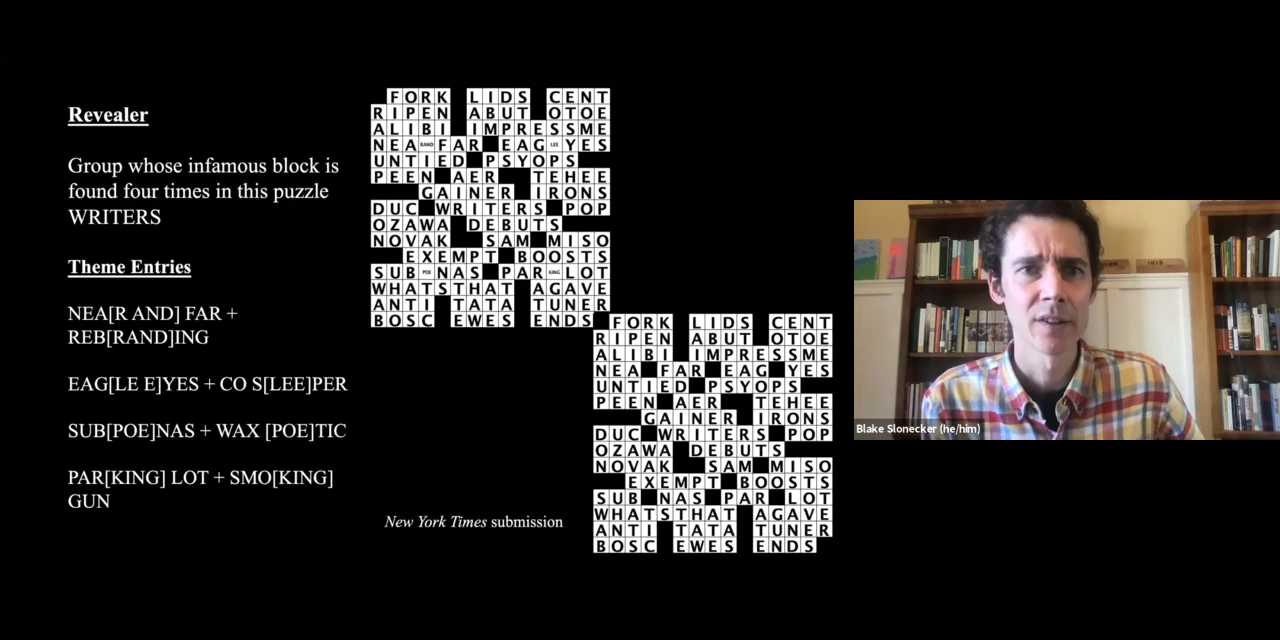 Revealer
Group whose infamous block is
found four times in this puzzle
WRITERS
Theme Entries
NEA[R AND] FAR +
REB[RAND]ING
EAG[LE E]YES + CO S[LEE]PER
SUB[POE]NAS + WAX [POE]TIC
PAR[KING] LOT + SMO[KING]
GUN
FORK LIDS CENT
RIPEN ABUT OTOE
ALIBI IMPRESSME
NEA RAND FAR EAG LEE YES
UNTIED PSYOPS
PEEN AER TEHEE
GAINER IRONS
DUC WRITERS POP
OZAWA DEBUTS
NOVAK SAM MISO
EXEMPT BOOSTS
SUB POE NAS PAR KING LOT
WHATSTHAT AGAVE
ANTI TATA TUNER
BOSC EWES ENDS
FORK LIDS CENT
RIPEN ABUT OTOE
ALIBI IMPRESSME
NEA FAR EAG YES
UNTIED PSYOPS
PEEN AER TEHEE
GAINER IRONS
DUC WRITERS POP
OZAWA DEBUTS
NOVAK SAM MISO
EXEMPT BOOSTS
SUB NAS PAR LOT
WHATSTHAT AGAVE
ANTI TATA TUNER
BOSC EWES ENDS
New York Times submission
Blake Slonecker (he/him)